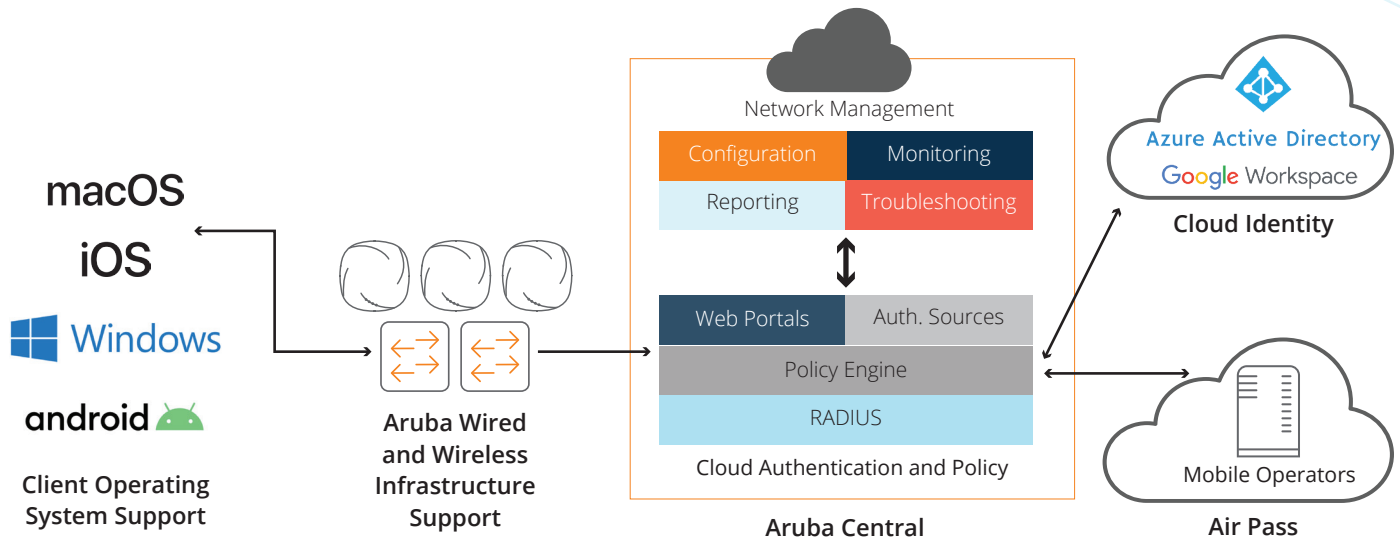 macOS
iOS
Windows
android
Client Operating
System Support
Aruba Wired
and Wireless
Infrastructure
Support
Network Management
Configuration
Monitoring
Reporting
Troubleshooting
Web Portals
Auth. Sources
Policy Engine
RADIUS
Cloud Authentication and Policy
Aruba Central
Azure Active Directory
Google Workspace
Cloud Identity
Mobile Operators
Air Pass